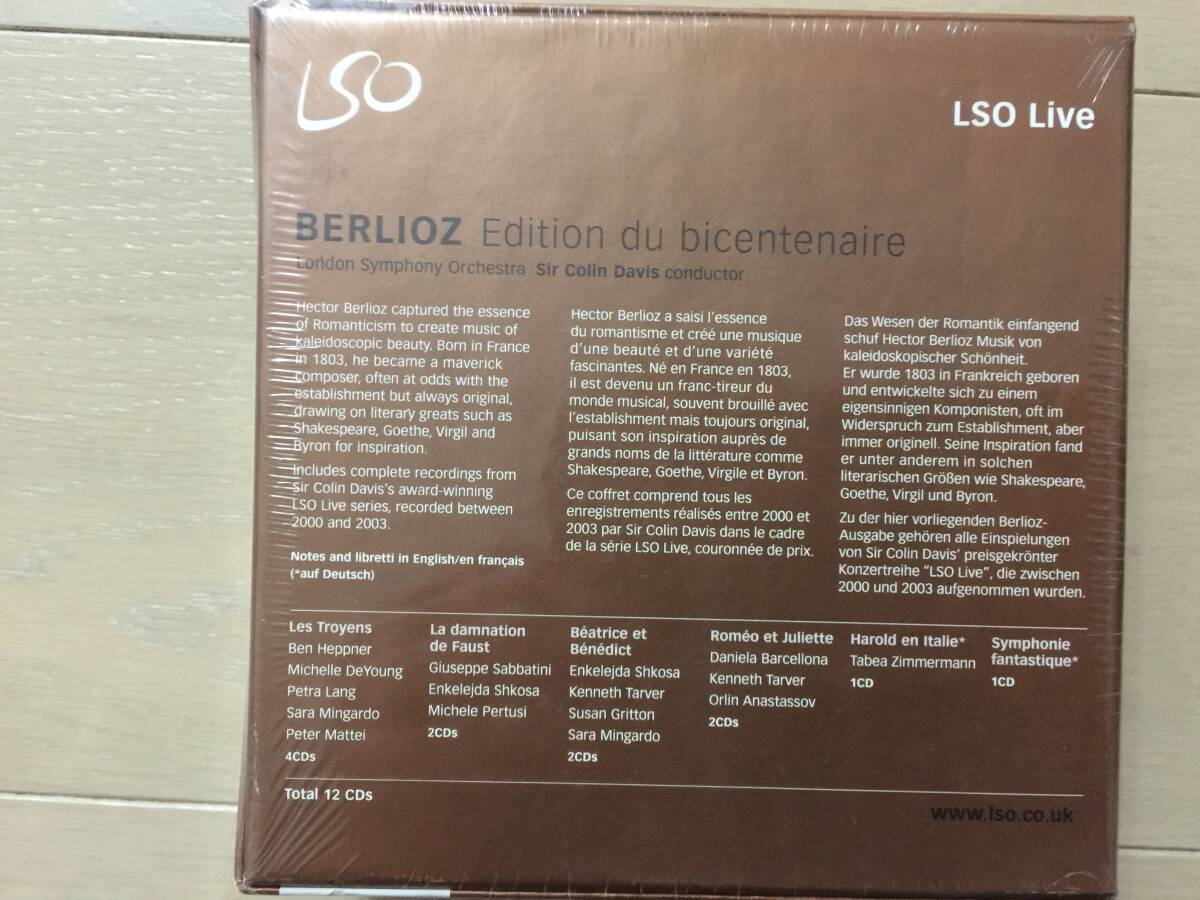 LSO
LSO Live
BERLIOZ Edition du bicentenaire
London Symphony Orchestra Sir Colin Davis conductor
Hector Berlioz captured the essence
of Romanticism to create music of
kaleidoscopic beauty. Born in France
in 1803, he became a maverick
composer, often at odds with the
establishment but always original,
drawing on literary greats such as
Shakespeare, Goethe, Virgil and
Byron for inspiration.
Includes complete recordings from
Sir Colin Davis's award-winning
LSO Live series, recorded between
2000 and 2003.
Notes and libretti in English/en français
(*auf Deutsch)
Hector Berlioz a saisi l'essence
du romantisme et créé une musique
d'une beauté et d'une variété
fascinantes. Né en France en 1803,
il est devenu un franc-tireur du
monde musical, souvent brouillé avec
l'establishment mais toujours original,
puisant son inspiration auprès de
grands noms de la littérature comme
Shakespeare, Goethe, Virgile et Byron.
Ce coffret comprend tous les
enregistrements réalisés entre 2000 et
2003 par Sir Colin Davis dans le cadre
de la série LSO Live, couronnée de prix.
Das Wesen der Romantik einfangend
schuf Hector Berlioz Musik von
kaleidoskopischer Schönheit.
Er wurde 1803 in Frankreich geboren
und entwickelte sich zu einem
eigensinnigen Komponisten, oft im
Widerspruch zum Establishment, aber
immer originell. Seine Inspiration fand
er unter anderem in solchen
literarischen Größen wie Shakespeare,
Goethe, Virgil und Byron.
Zu der hier vorliegenden Berlioz-
Ausgabe gehören alle Einspielungen
von Sir Colin Davis' preisgekrönter
Konzertreihe "LSO Live", die zwischen
2000 und 2003 aufgenommen wurden.
Les Troyens
Ben Heppner
Michelle DeYoung
Petra Lang
Sara Mingardo
Peter Mattei
4CDs
La damnation
de Faust
Giuseppe Sabbatini
Enkelejda Shkosa
Michele Pertusi
2CDs
Béatrice et
Bénédict
Enkelejda Shkosa
Kenneth Tarver
Susan Gritton
Sara Mingardo
2CDs
Roméo et Juliette
Daniela Barcellona
Kenneth Tarver
Orlin Anastassov
2CDs
Harold en Italie*
Tabea Zimmermann
1CD
Symphonie
fantastique*
1CD
Total 12 CDs
www.lso.co.uk